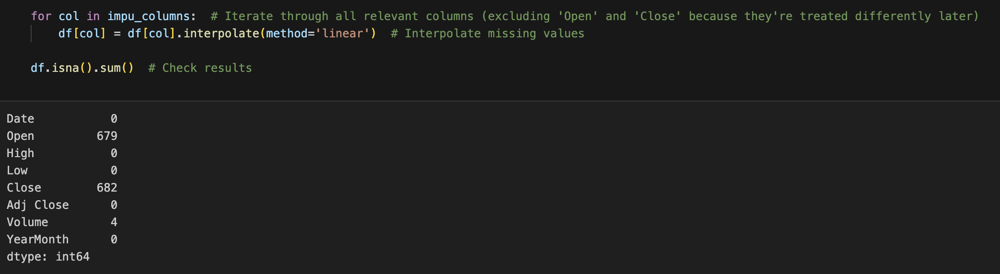 for col in impu_columns:  # Iterate through all relevant columns (excluding 'Open' and 'Close' because they're treated differently later)
    df[col] = df[col].interpolate(method='linear')  # Interpolate missing values
df.isna().sum()  # Check results
Date           0
Open         679
High           0
Low            0
Close        682
Adj Close      0
Volume         4
YearMonth      0
dtype: int64